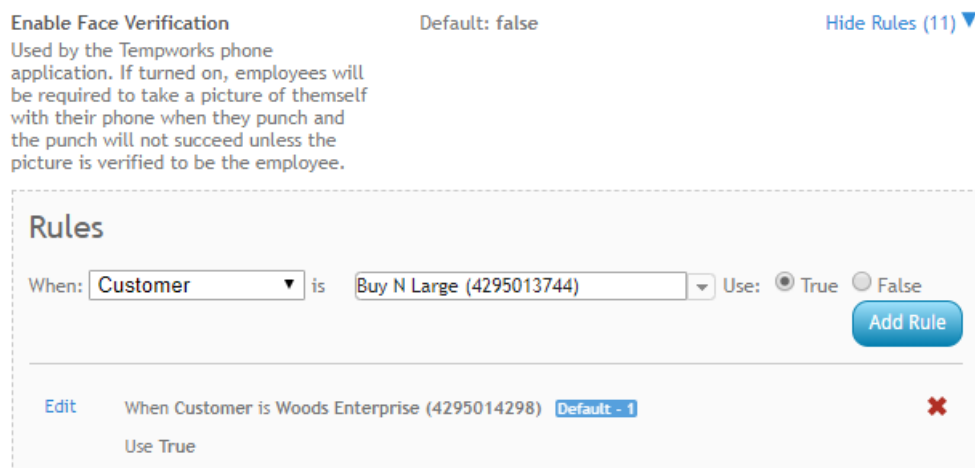 Enable Face Verification Default: false Hide Rules (11)
Used by the Tempworks phone
application. If turned on, employees will
be required to take a picture of themself
with their phone when they punch and
the punch will not succeed unless the
picture is verified to be the employee.
Rules
When: Customer is Buy N Large (4295013744) Use: True False
Add Rule
Edit When Customer is Woods Enterprise (4295014298) Default - 1
Use True